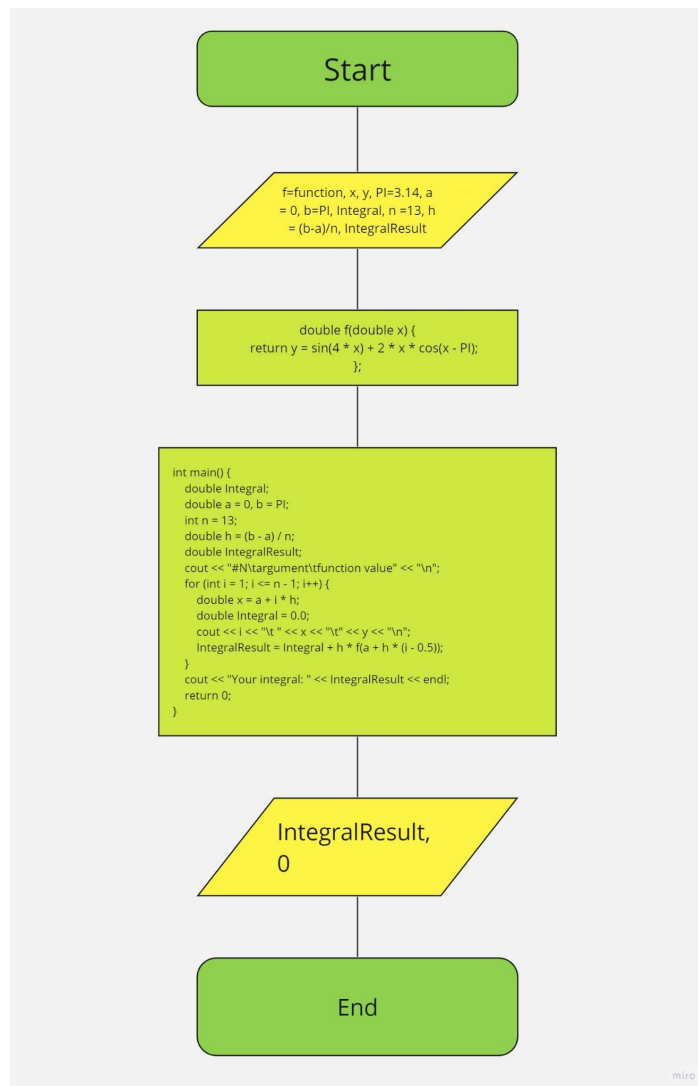 Start
f=function, x, y, PI=3.14, a
= 0, b=PI, Integral, n =13, h
= (b-a)/n, IntegralResult
double f(double x) {
return y = sin(4 * x) + 2 * x * cos(x - PI);
};
int main() {
double Integral;
double a = 0, b = PI;
int n = 13;
double h = (b - a) / n;
double IntegralResult;
cout << "#N\targument\tfunction value" << "\n";
for (int i = 1; i <= n - 1; i++) {
double x = a + i * h;
double Integral = 0.0;
cout << i << "\t " << x << "\t" << y << "\n";
IntegralResult = Integral + h * f(a + h * (i - 0.5));
}
cout << "Your integral: " << IntegralResult << endl;
return 0;
}
IntegralResult,
0
End
miro